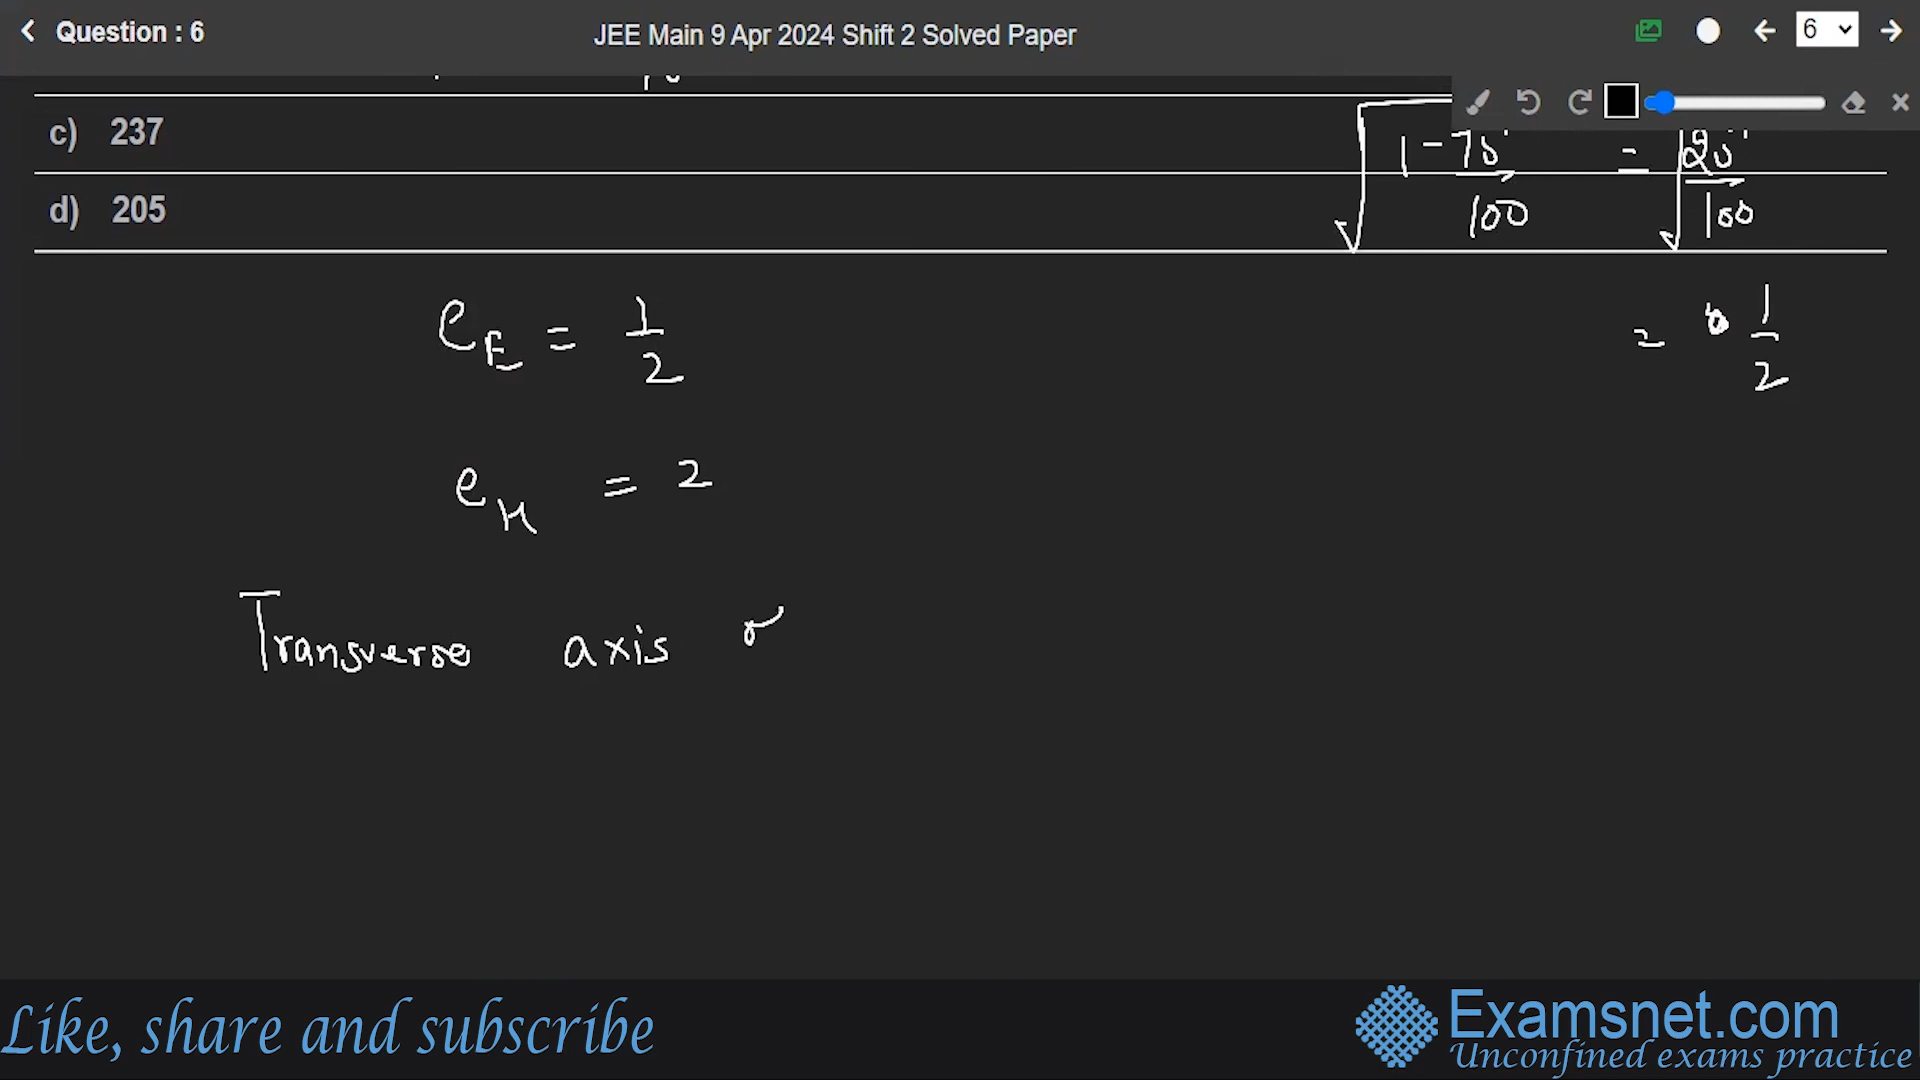 Question : 6
JEE Main 9 Apr 2024 Shift 2 Solved Paper
6
c) 237
d) 205
√(1 - 75/100) = √(25/100)
= 1/2
e_E = 1/2
e_H = 2
Transverse axis
Like, share and subscribe
Examsnet.com
Unconfined exams practice